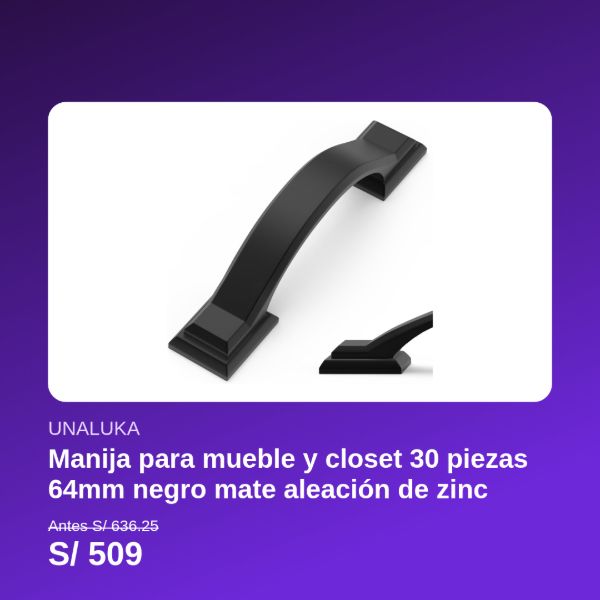 UNALUKA
Manija para mueble y closet 30 piezas
64mm negro mate aleación de zinc
Antes S/ 636.25
S/ 509